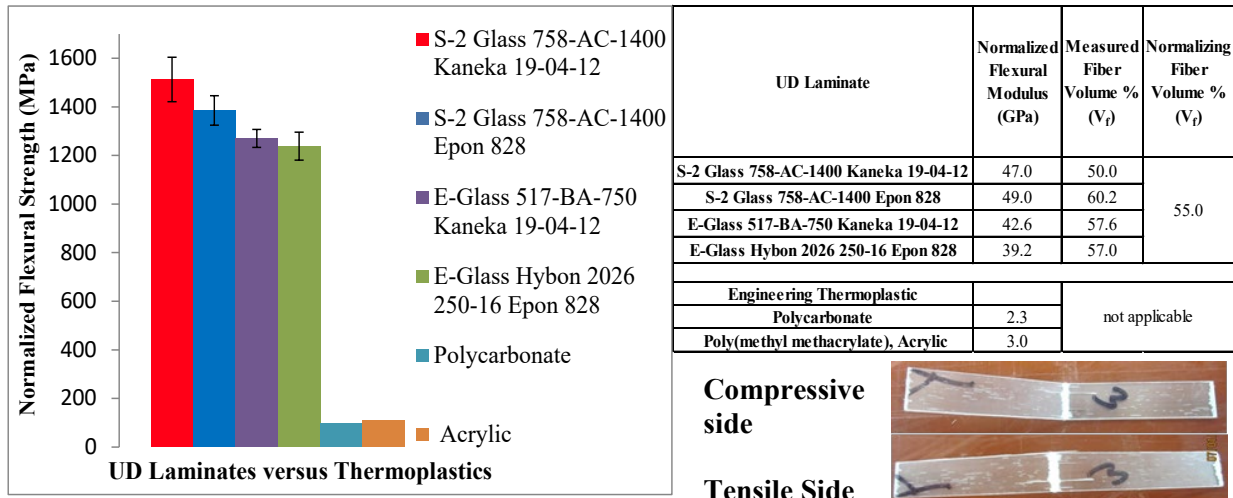 Normalized Flexural Strength (MPa)
1600
1400
1200
1000
800
600
400
200
0
UD Laminates versus Thermoplastics
S-2 Glass 758-AC-1400
Kaneka 19-04-12
S-2 Glass 758-AC-1400
Epon 828
E-Glass 517-BA-750
Kaneka 19-04-12
E-Glass Hybon 2026
250-16 Epon 828
Polycarbonate
Acrylic
UD Laminate
Normalized
Flexural
Modulus
(GPa)
Measured
Fiber
Volume %
(Vf)
Normalizing
Fiber
Volume %
(Vf)
S-2 Glass 758-AC-1400 Kaneka 19-04-12 47.0 50.0
S-2 Glass 758-AC-1400 Epon 828 49.0 60.2
55.0
E-Glass 517-BA-750 Kaneka 19-04-12 42.6 57.6
E-Glass Hybon 2026 250-16 Epon 828 39.2 57.0
Engineering Thermoplastic
Polycarbonate 2.3
not applicable
Poly(methyl methacrylate), Acrylic 3.0
Compressive
side
Tensile Side
3